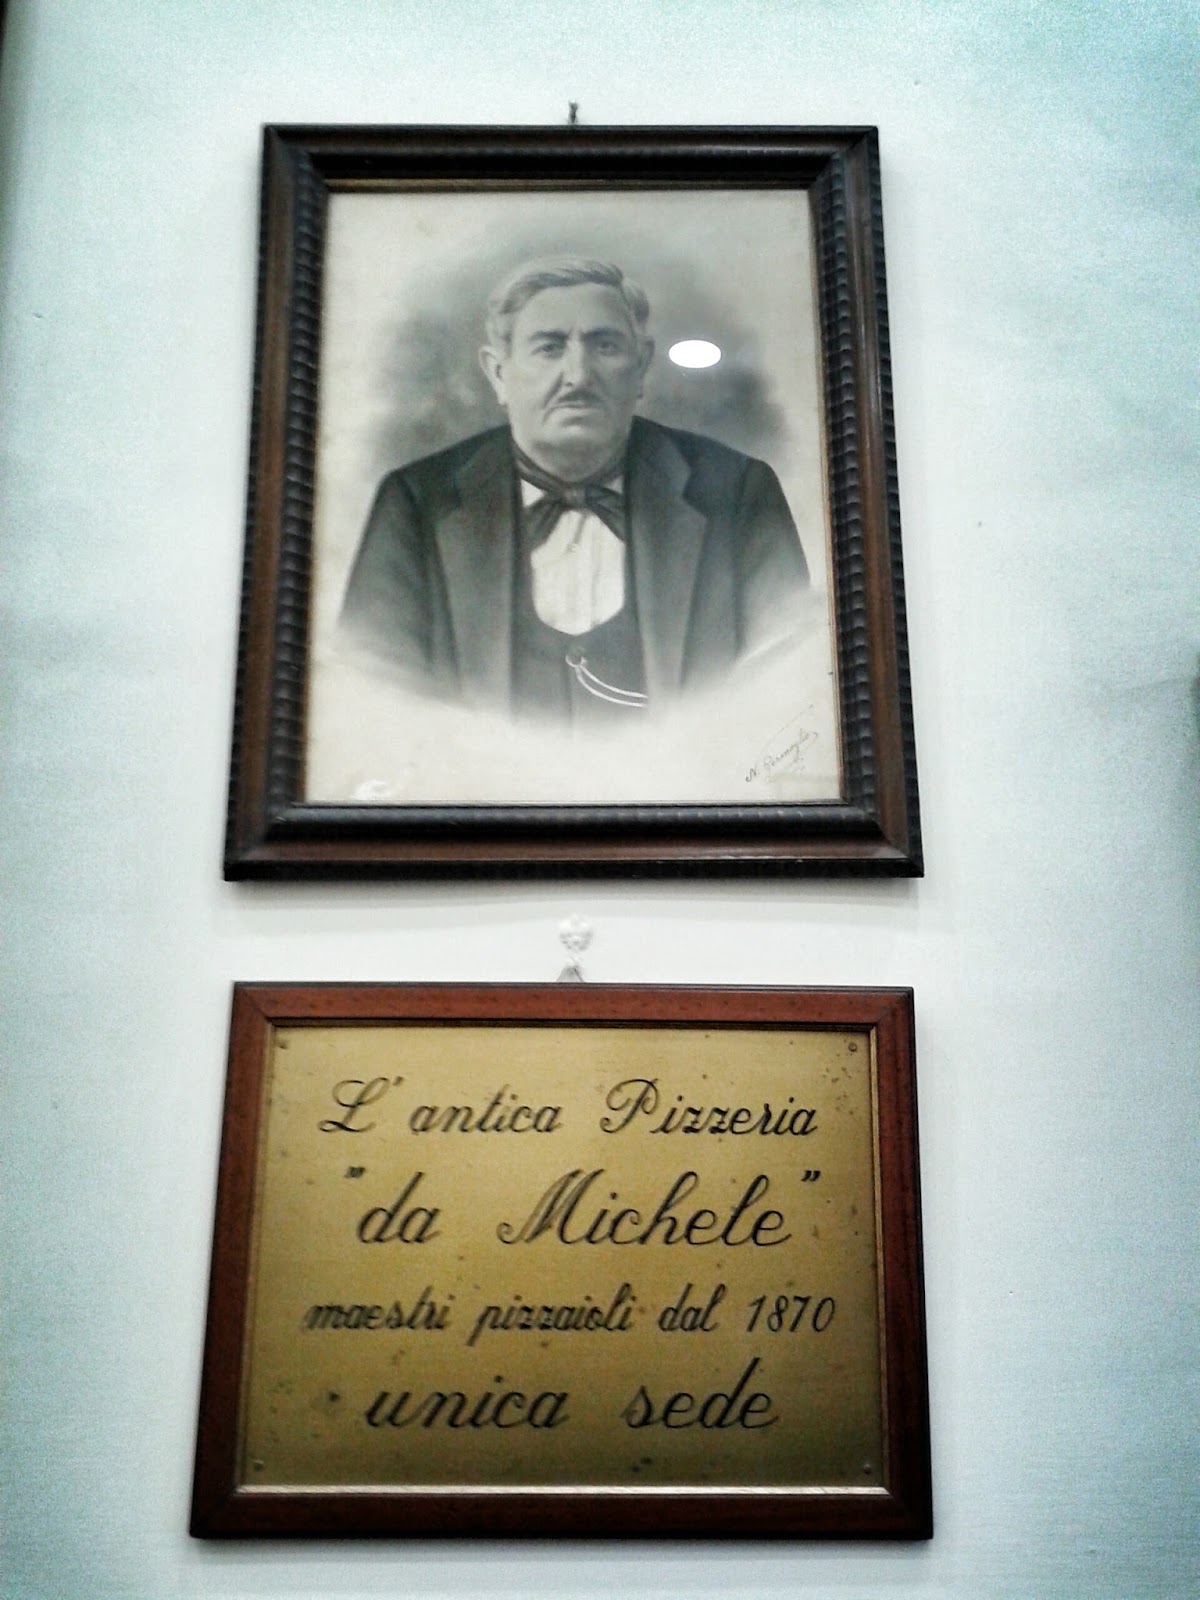 L'antica Pizzeria
"da Michele"
maestri pizzaioli dal 1870
unica sede